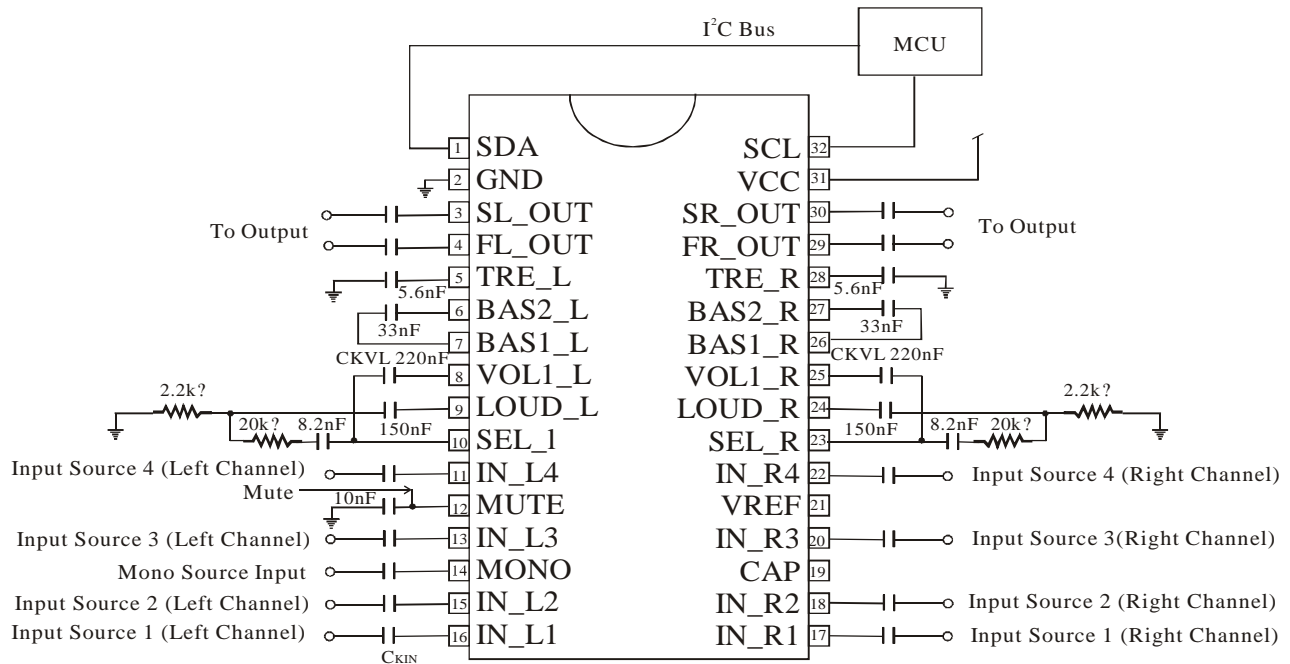 I²C Bus
MCU
1 SDA SCL 32
2 GND VCC 31
3 SL_OUT SR_OUT 30
To Output To Output
4 FL_OUT FR_OUT 29
5 TRE_L TRE_R 28
5.6nF 5.6nF
6 BAS2_L BAS2_R 27
33nF 33nF
7 BAS1_L BAS1_R 26
CKVL 220nF CKVL 220nF
8 VOL1_L VOL1_R 25
2.2k? 2.2k?
9 LOUD_L LOUD_R 24
20k? 8.2nF 150nF 150nF 8.2nF 20k?
10 SEL_1 SEL_R 23
Input Source 4 (Left Channel) 11 IN_L4 IN_R4 22 Input Source 4 (Right Channel)
Mute
10nF 12 MUTE VREF 21
Input Source 3 (Left Channel) 13 IN_L3 IN_R3 20 Input Source 3(Right Channel)
Mono Source Input 14 MONO CAP 19
Input Source 2 (Left Channel) 15 IN_L2 IN_R2 18 Input Source 2 (Right Channel)
Input Source 1 (Left Channel) 16 IN_L1 IN_R1 17 Input Source 1 (Right Channel)
CKIN